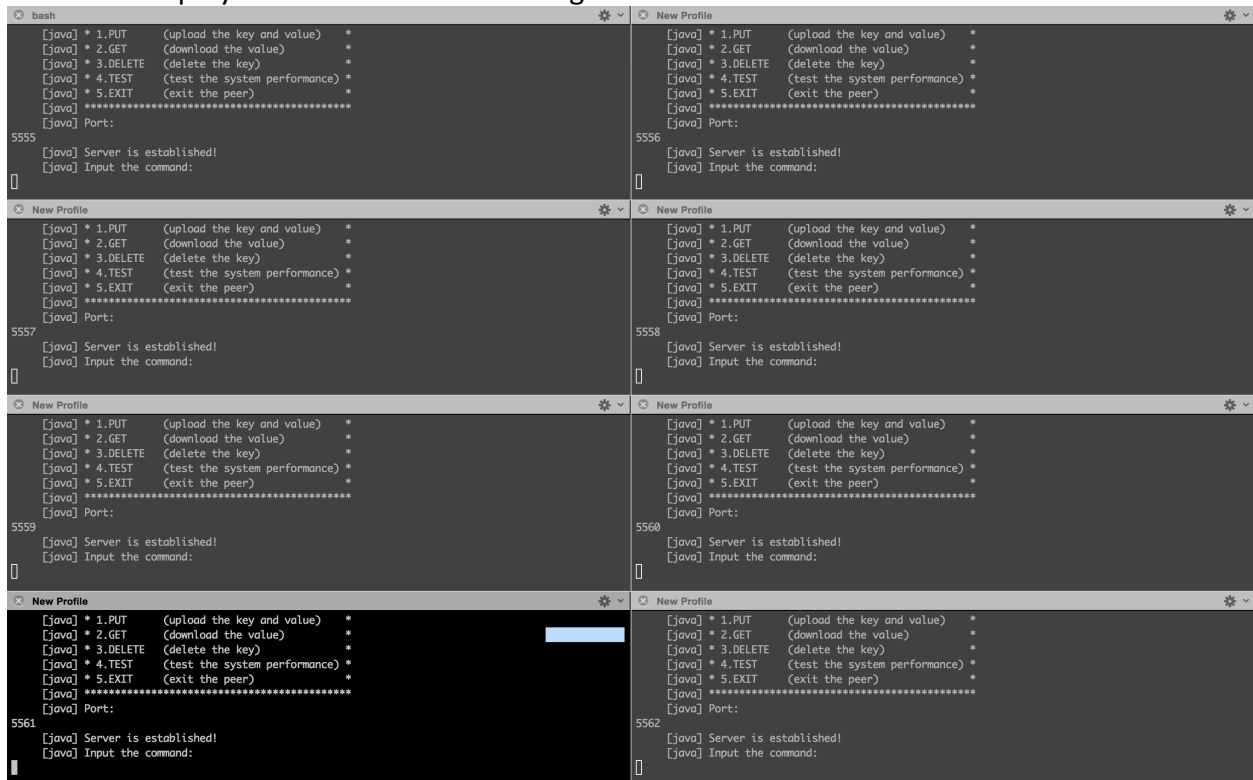 bash
[java] * 1.PUT      (upload the key and value)    *
[java] * 2.GET      (download the value)          *
[java] * 3.DELETE   (delete the key)              *
[java] * 4.TEST     (test the system performance) *
[java] * 5.EXIT     (exit the peer)               *
[java] ********************************************
[java] Port:
5555
[java] Server is established!
[java] Input the command:
New Profile
[java] * 1.PUT      (upload the key and value)    *
[java] * 2.GET      (download the value)          *
[java] * 3.DELETE   (delete the key)              *
[java] * 4.TEST     (test the system performance) *
[java] * 5.EXIT     (exit the peer)               *
[java] ********************************************
[java] Port:
5556
[java] Server is established!
[java] Input the command:
New Profile
[java] * 1.PUT      (upload the key and value)    *
[java] * 2.GET      (download the value)          *
[java] * 3.DELETE   (delete the key)              *
[java] * 4.TEST     (test the system performance) *
[java] * 5.EXIT     (exit the peer)               *
[java] ********************************************
[java] Port:
5557
[java] Server is established!
[java] Input the command:
New Profile
[java] * 1.PUT      (upload the key and value)    *
[java] * 2.GET      (download the value)          *
[java] * 3.DELETE   (delete the key)              *
[java] * 4.TEST     (test the system performance) *
[java] * 5.EXIT     (exit the peer)               *
[java] ********************************************
[java] Port:
5558
[java] Server is established!
[java] Input the command:
New Profile
[java] * 1.PUT      (upload the key and value)    *
[java] * 2.GET      (download the value)          *
[java] * 3.DELETE   (delete the key)              *
[java] * 4.TEST     (test the system performance) *
[java] * 5.EXIT     (exit the peer)               *
[java] ********************************************
[java] Port:
5559
[java] Server is established!
[java] Input the command:
New Profile
[java] * 1.PUT      (upload the key and value)    *
[java] * 2.GET      (download the value)          *
[java] * 3.DELETE   (delete the key)              *
[java] * 4.TEST     (test the system performance) *
[java] * 5.EXIT     (exit the peer)               *
[java] ********************************************
[java] Port:
5560
[java] Server is established!
[java] Input the command:
New Profile
[java] * 1.PUT      (upload the key and value)    *
[java] * 2.GET      (download the value)          *
[java] * 3.DELETE   (delete the key)              *
[java] * 4.TEST     (test the system performance) *
[java] * 5.EXIT     (exit the peer)               *
[java] ********************************************
[java] Port:
5561
[java] Server is established!
[java] Input the command:
New Profile
[java] * 1.PUT      (upload the key and value)    *
[java] * 2.GET      (download the value)          *
[java] * 3.DELETE   (delete the key)              *
[java] * 4.TEST     (test the system performance) *
[java] * 5.EXIT     (exit the peer)               *
[java] ********************************************
[java] Port:
5562
[java] Server is established!
[java] Input the command: